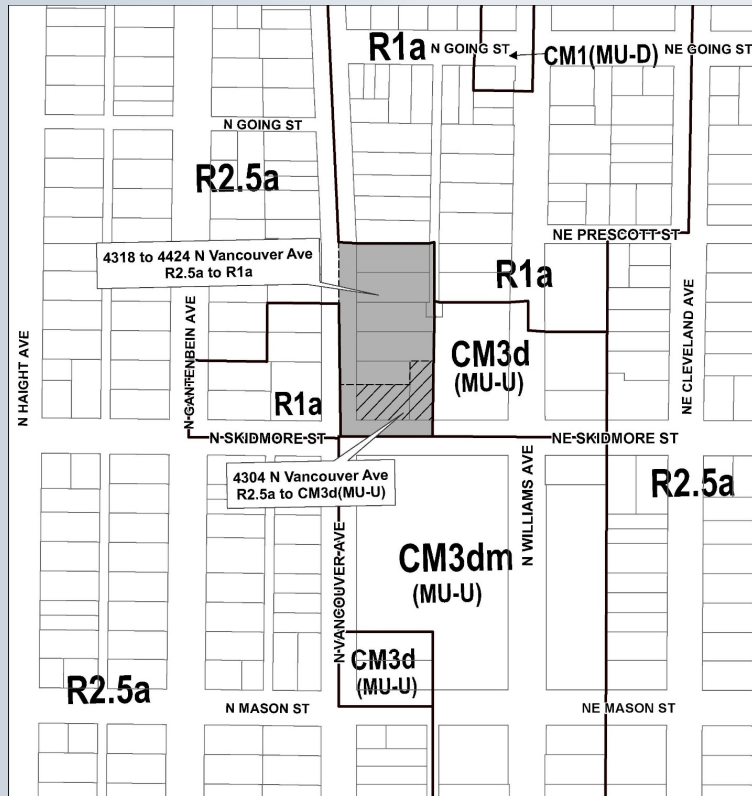 R1a
N GOING ST
CM1(MU-D)
NE GOING ST
N GOING ST
R2.5a
NE PRESCOTT ST
4318 to 4424 N Vancouver Ave
R2.5a to R1a
R1a
N HAIGHT AVE
N GANTENBEIN AVE
NE CLEVELAND AVE
CM3d
(MU-U)
R1a
N SKIDMORE ST
NE SKIDMORE ST
4304 N Vancouver Ave
R2.5a to CM3d(MU-U)
N WILLIAMS AVE
R2.5a
N VANCOUVER AVE
CM3dm
(MU-U)
CM3d
(MU-U)
R2.5a
N MASON ST
NE MASON ST